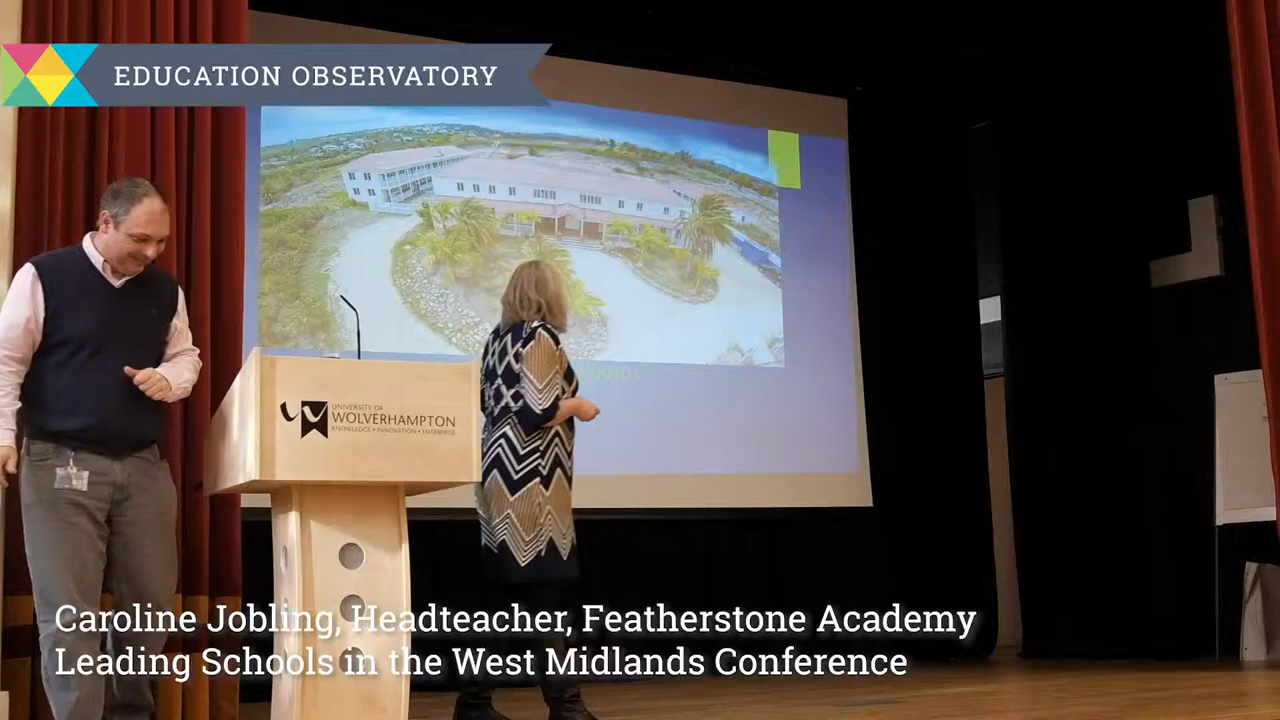 EDUCATION OBSERVATORY
UNIVERSITY OF
WOLVERHAMPTON
KNOWLEDGE • INNOVATION • ENTERPRISE
Caroline Jobling, Headteacher, Featherstone Academy
Leading Schools in the West Midlands Conference